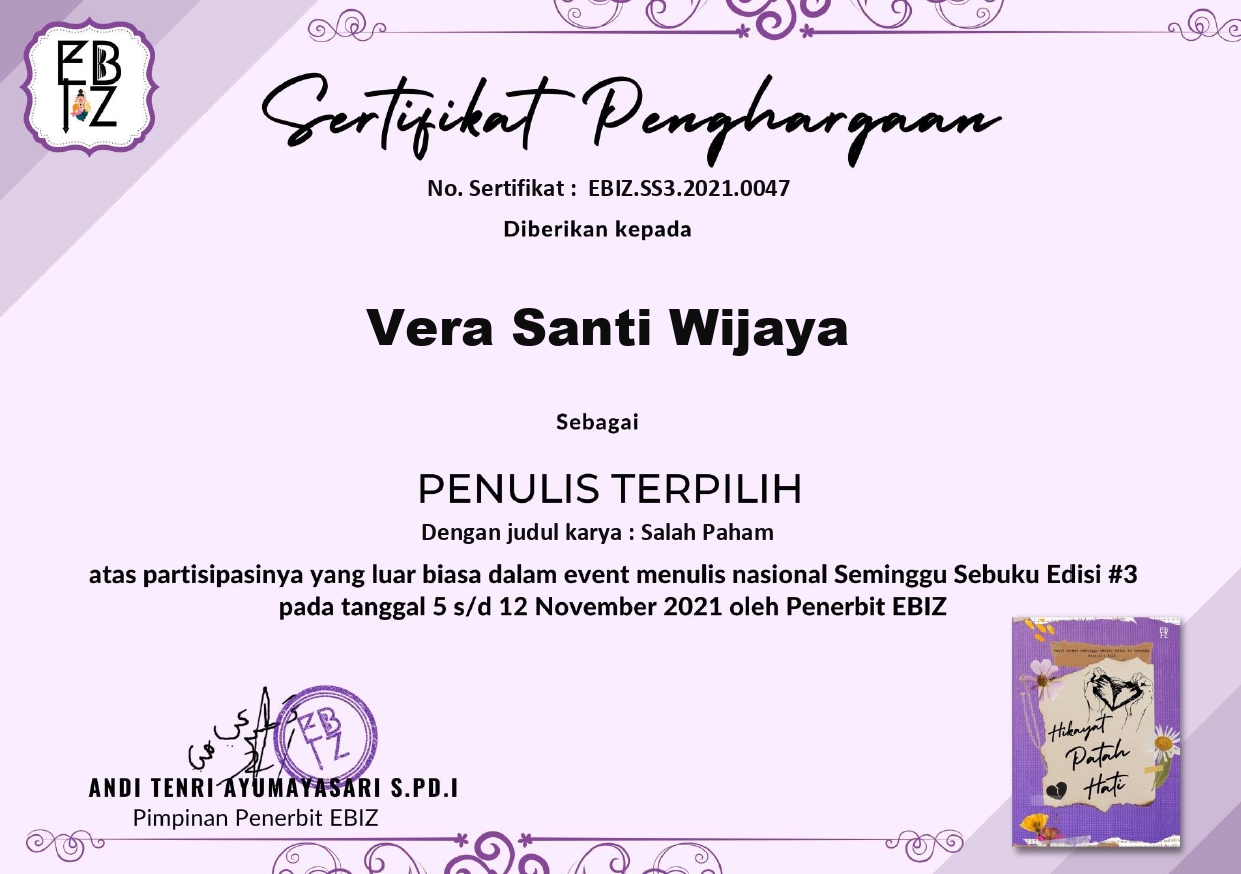 EB
IZ
Sertifikat Penghargaan
No. Sertifikat : EBIZ.SS3.2021.0047
Diberikan kepada
Vera Santi Wijaya
Sebagai
PENULIS TERPILIH
Dengan judul karya : Salah Paham
atas partisipasinya yang luar biasa dalam event menulis nasional Seminggu Sebuku Edisi #3
pada tanggal 5 s/d 12 November 2021 oleh Penerbit EBIZ
EB
IZ
ANDI TENRI AYUMAYASARI S.PD.I
Pimpinan Penerbit EBIZ
EB
IZ
Hikayat
Patah
Hati